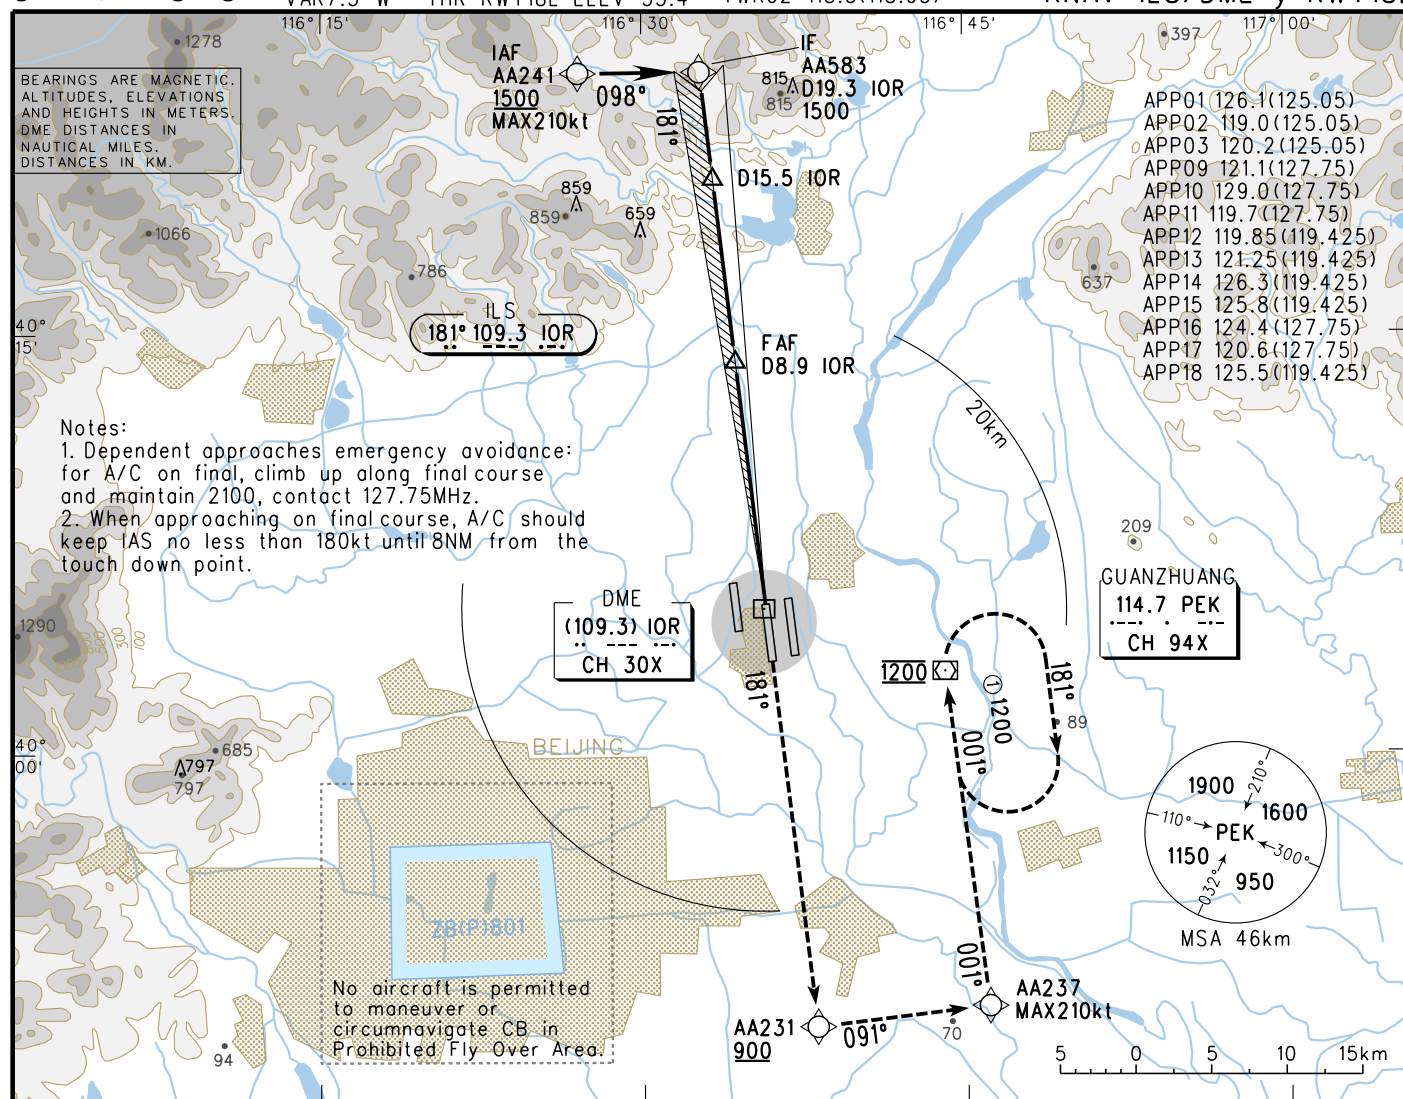 116° 15'
116° 30'
116° 45'
117° 00'
BEARINGS ARE MAGNETIC.
ALTITUDES, ELEVATIONS
AND HEIGHTS IN METERS.
DME DISTANCES IN
NAUTICAL MILES.
DISTANCES IN KM.
1278
IAF
AA241
1500
MAX210kt
098°
181°
IF
AA583
D19.3 IOR
1500
815
815
397
APP01 126.1(125.05)
APP02 119.0(125.05)
APP03 120.2(125.05)
APP09 121.1(127.75)
APP10 129.0(127.75)
APP11 119.7(127.75)
APP12 119.85(119.425)
APP13 121.25(119.425)
APP14 126.3(119.425)
APP15 125.8(119.425)
APP16 124.4(127.75)
APP17 120.6(127.75)
APP18 125.5(119.425)
D15.5 IOR
859
859
659
1066
786
637
ILS
181° 109.3 IOR
40°
15'
FAF
D8.9 IOR
20km
Notes:
1. Dependent approaches emergency avoidance:
for A/C on final, climb up along final course
and maintain 2100, contact 127.75MHz.
2. When approaching on final course, A/C should
keep IAS no less than 180kt until 8NM from the
touch down point.
209
GUANZHUANG
114.7 PEK
CH 94X
DME
(109.3) IOR
CH 30X
1290
500
300
100
1200
① 1200
181°
181°
001°
89
685
797
797
40°
00'
BEIJING
1900
210°
1600
110°
PEK
300°
1150
032°
950
MSA 46km
ZB(P)801
No aircraft is permitted
to maneuver or
circumnavigate CB in
Prohibited Fly Over Area.
94
AA231
900
091°
001°
AA237
MAX210kt
70
5 0 5 10 15km